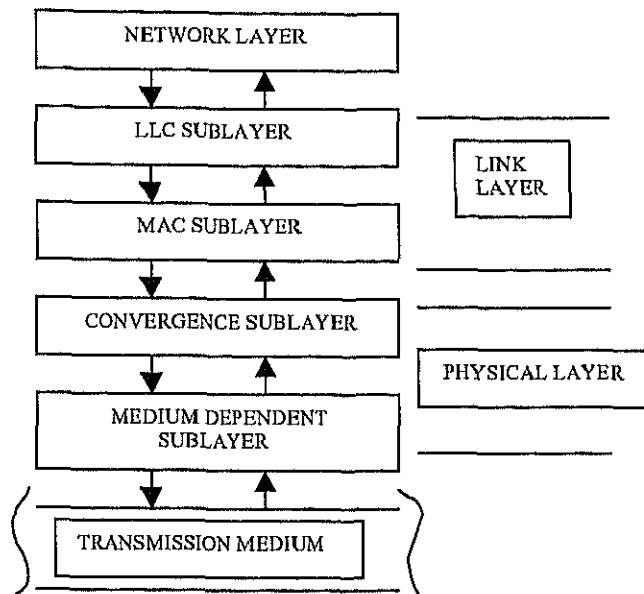 NETWORK LAYER
LLC SUBLAYER
LINK
LAYER
MAC SUBLAYER
CONVERGENCE SUBLAYER
PHYSICAL LAYER
MEDIUM DEPENDENT
SUBLAYER
TRANSMISSION MEDIUM